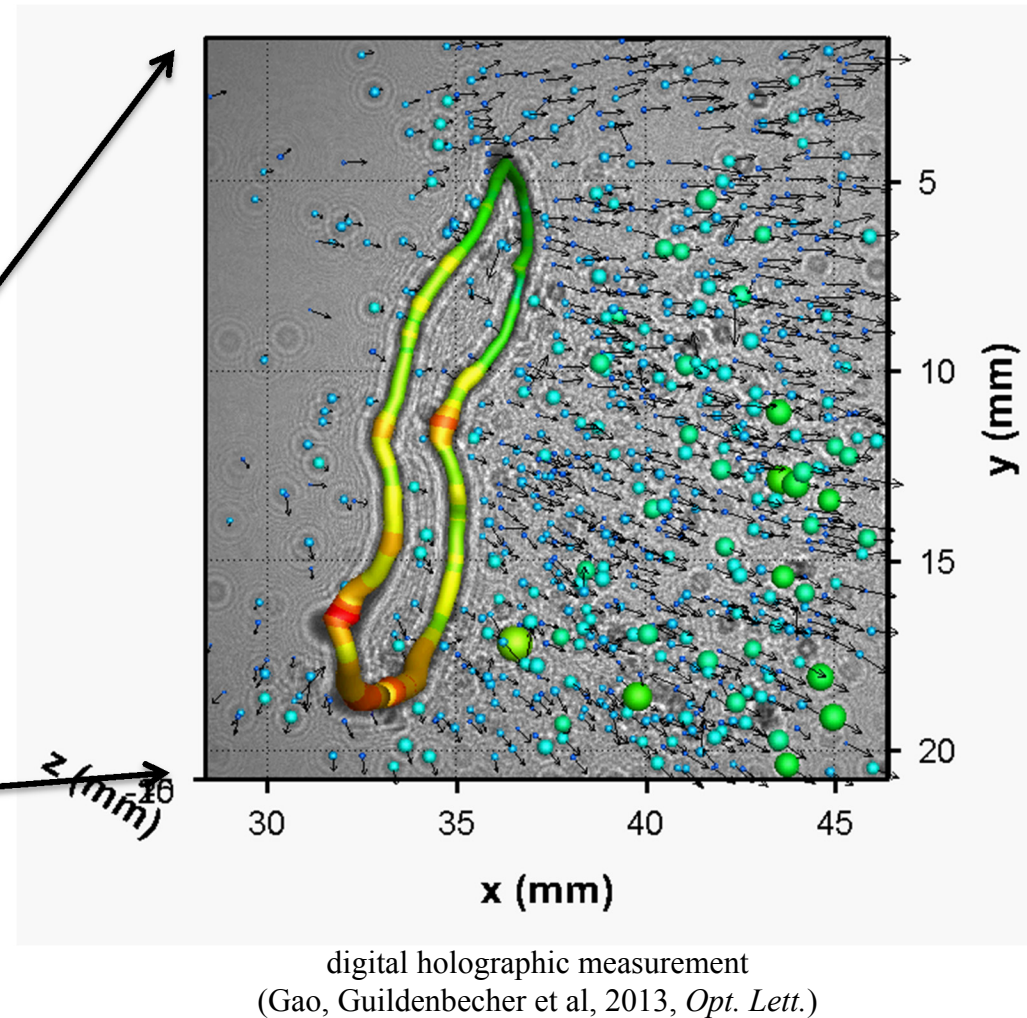 5
10
y (mm)
15
20
z (mm)
30
35
40
45
x (mm)
digital holographic measurement
(Gao, Guildenbecher et al, 2013, Opt. Lett.)